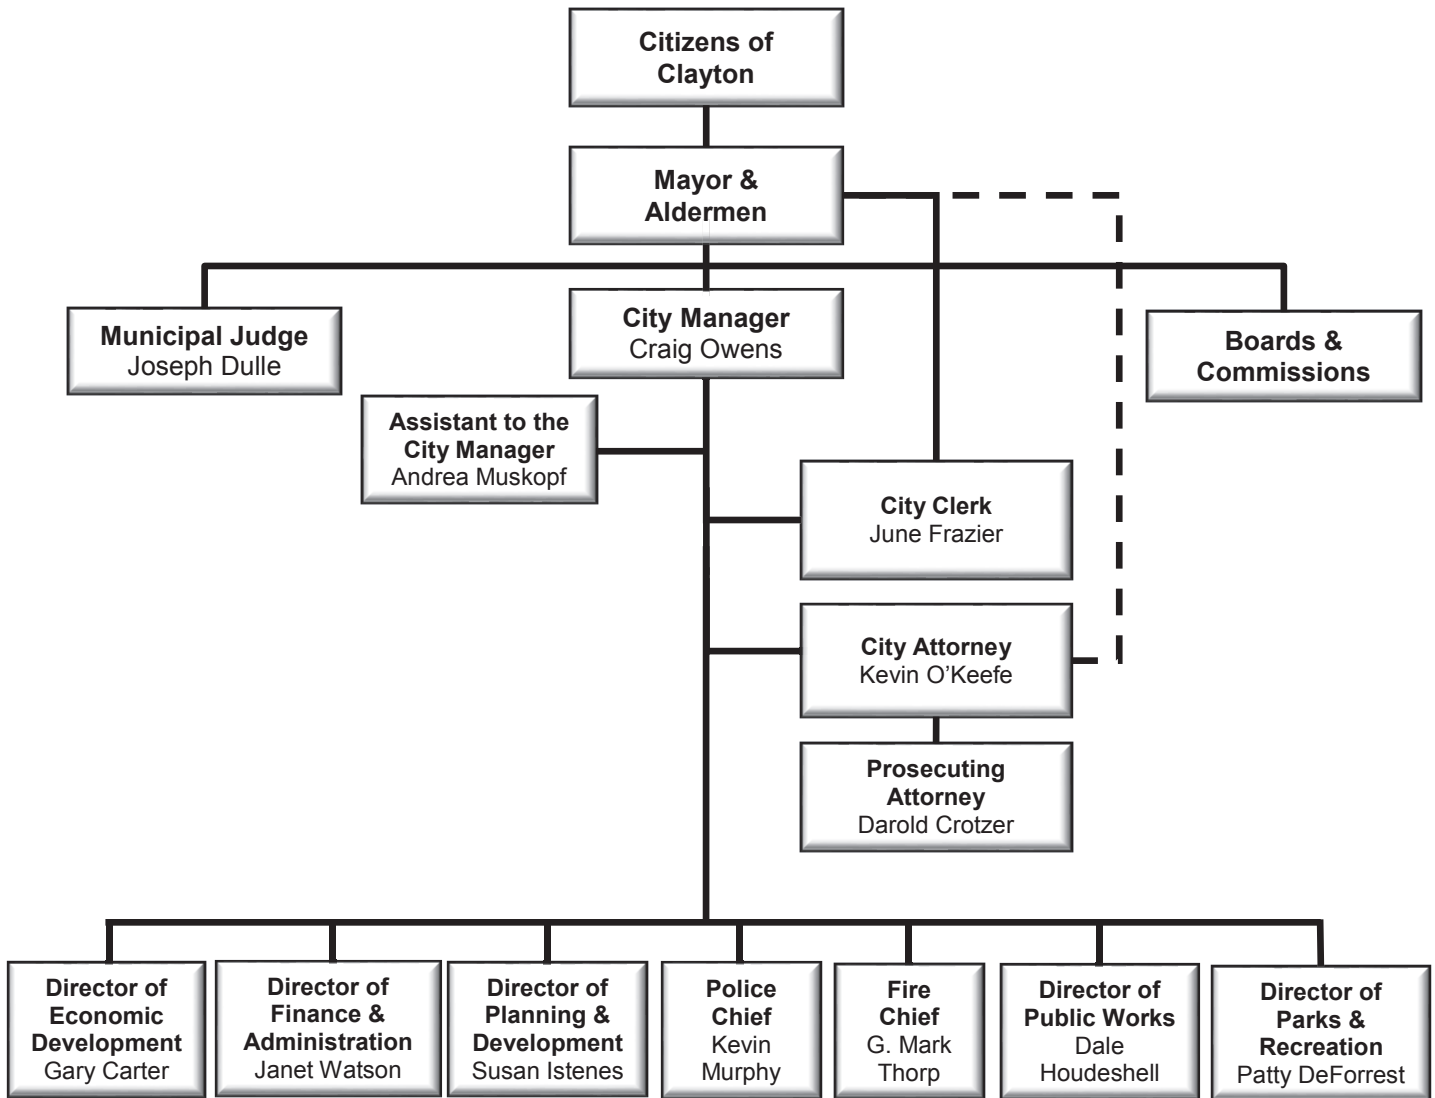 Citizens of
Clayton
Mayor &
Aldermen
Municipal Judge
Joseph Dulle
City Manager
Craig Owens
Boards &
Commissions
Assistant to the
City Manager
Andrea Muskopf
City Clerk
June Frazier
City Attorney
Kevin O’Keefe
Prosecuting
Attorney
Darold Crotzer
Director of
Economic
Development
Gary Carter
Director of
Finance &
Administration
Janet Watson
Director of
Planning &
Development
Susan Istenes
Police
Chief
Kevin
Murphy
Fire
Chief
G. Mark
Thorp
Director of
Public Works
Dale
Houdeshell
Director of
Parks &
Recreation
Patty DeForrest